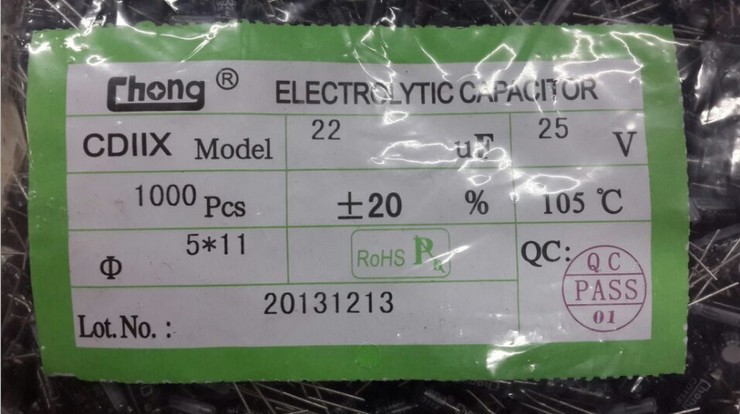 Chong ® ELECTROLYTIC CAPACITOR
CDIIX Model 22 uF 25 V
1000 Pcs ±20 % 105 ℃
Φ 5*11 RoHS QC:
QC
PASS
01
Lot.No.: 20131213